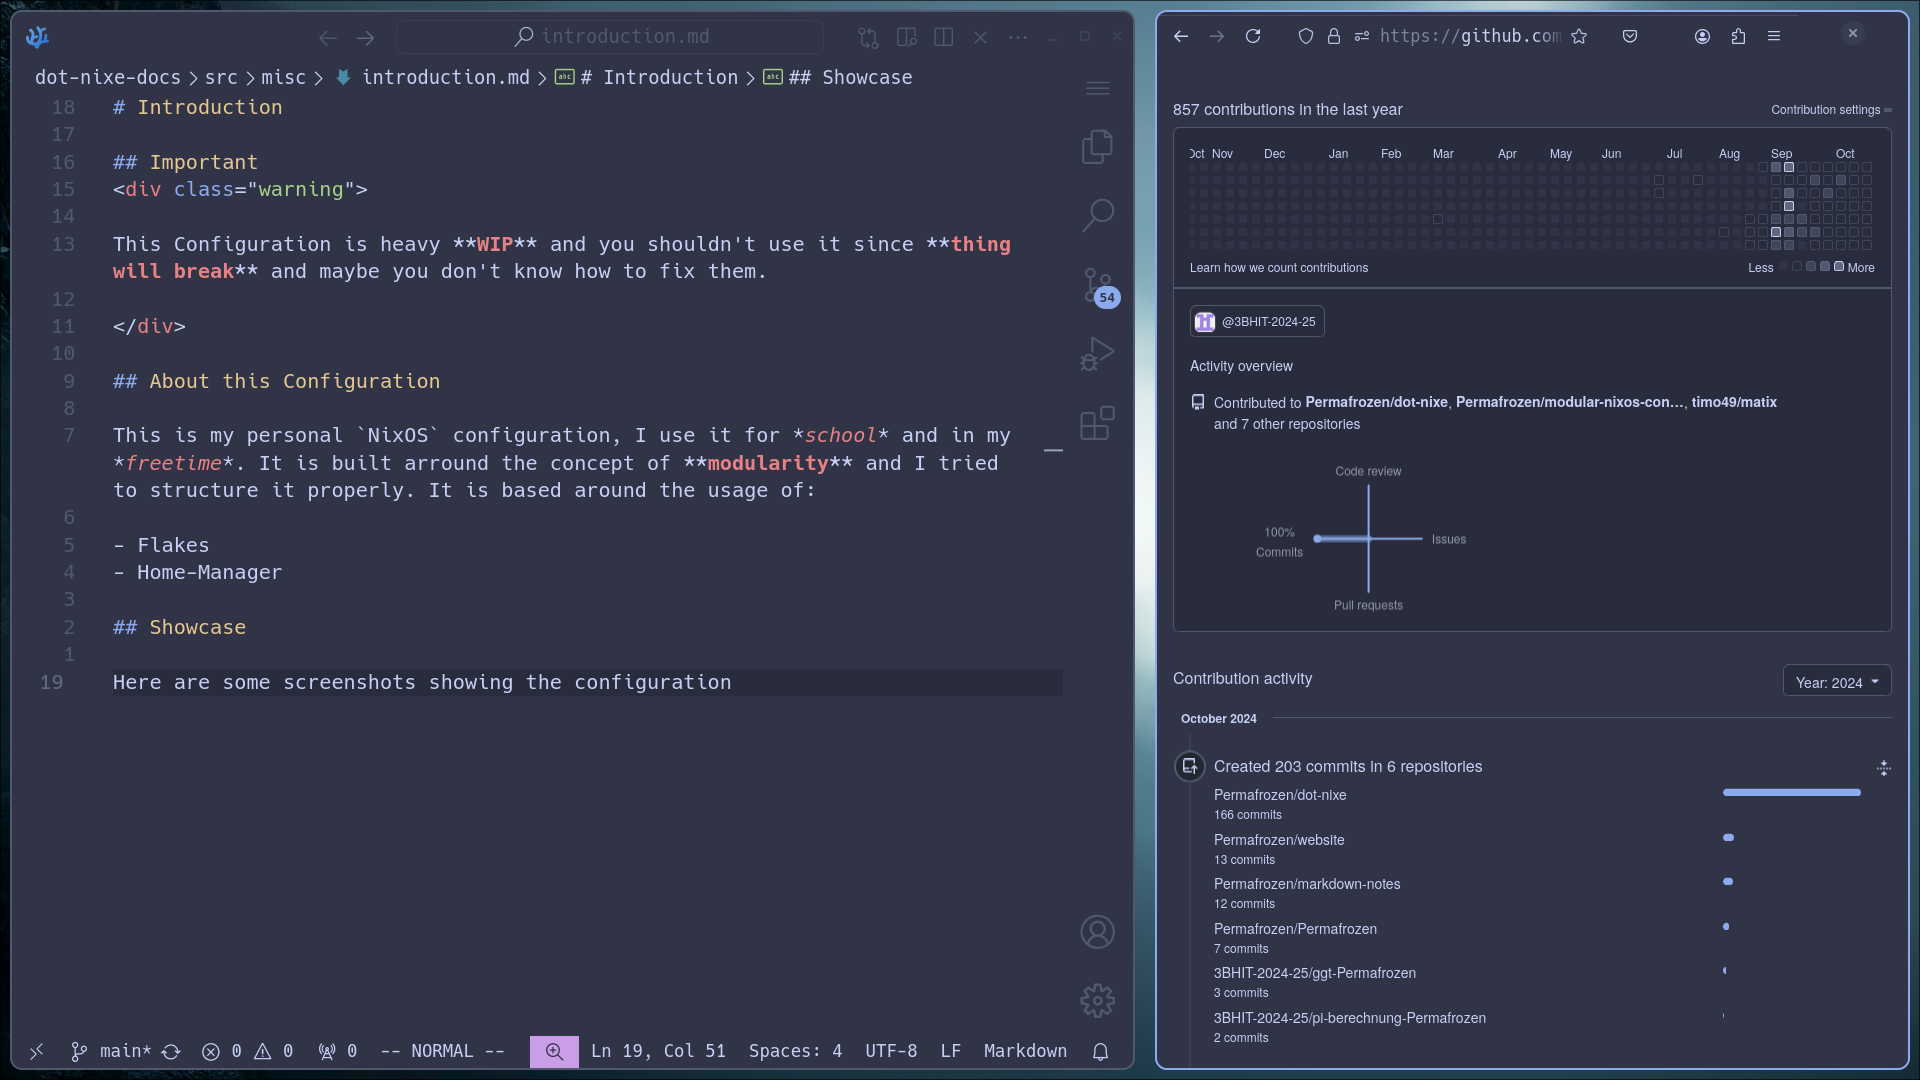 introduction.md
dot-nixe-docs > src > misc > introduction.md > # Introduction > ## Showcase
18 # Introduction
17
16 ## Important
15 <div class="warning">
14
13 This Configuration is heavy **WIP** and you shouldn't use it since **thing
will break** and maybe you don't know how to fix them.
12
11 </div>
10
9 ## About this Configuration
8
7 This is my personal `NixOS` configuration, I use it for *school* and in my
*freetime*. It is built arround the concept of **modularity** and I tried
to structure it properly. It is based around the usage of:
6
5 - Flakes
4 - Home-Manager
3
2 ## Showcase
1
19 Here are some screenshots showing the configuration
54
main* 0 0 0 -- NORMAL -- Ln 19, Col 51 Spaces: 4 UTF-8 LF Markdown
https://github.com
857 contributions in the last year
Contribution settings
Oct Nov Dec Jan Feb Mar Apr May Jun Jul Aug Sep Oct
Learn how we count contributions
Less More
@3BHIT-2024-25
Activity overview
Contributed to Permafrozen/dot-nixe, Permafrozen/modular-nixos-con..., timo49/matix
and 7 other repositories
Code review
100%
Commits
Issues
Pull requests
Contribution activity
Year: 2024
October 2024
Created 203 commits in 6 repositories
Permafrozen/dot-nixe
166 commits
Permafrozen/website
13 commits
Permafrozen/markdown-notes
12 commits
Permafrozen/Permafrozen
7 commits
3BHIT-2024-25/ggt-Permafrozen
3 commits
3BHIT-2024-25/pi-berechnung-Permafrozen
2 commits